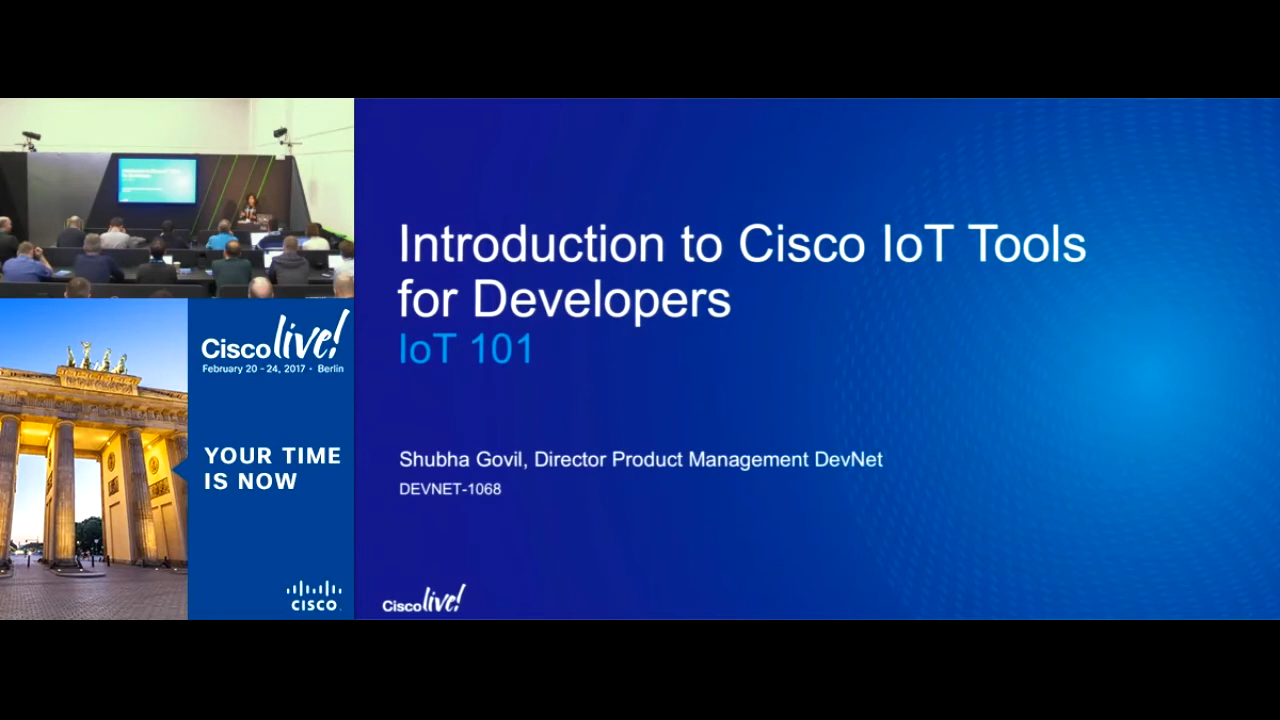 Cisco live!
February 20 - 24, 2017 • Berlin
YOUR TIME
IS NOW
CISCO
Introduction to Cisco IoT Tools
for Developers
IoT 101
Shubha Govil, Director Product Management DevNet
DEVNET-1068
Cisco live!